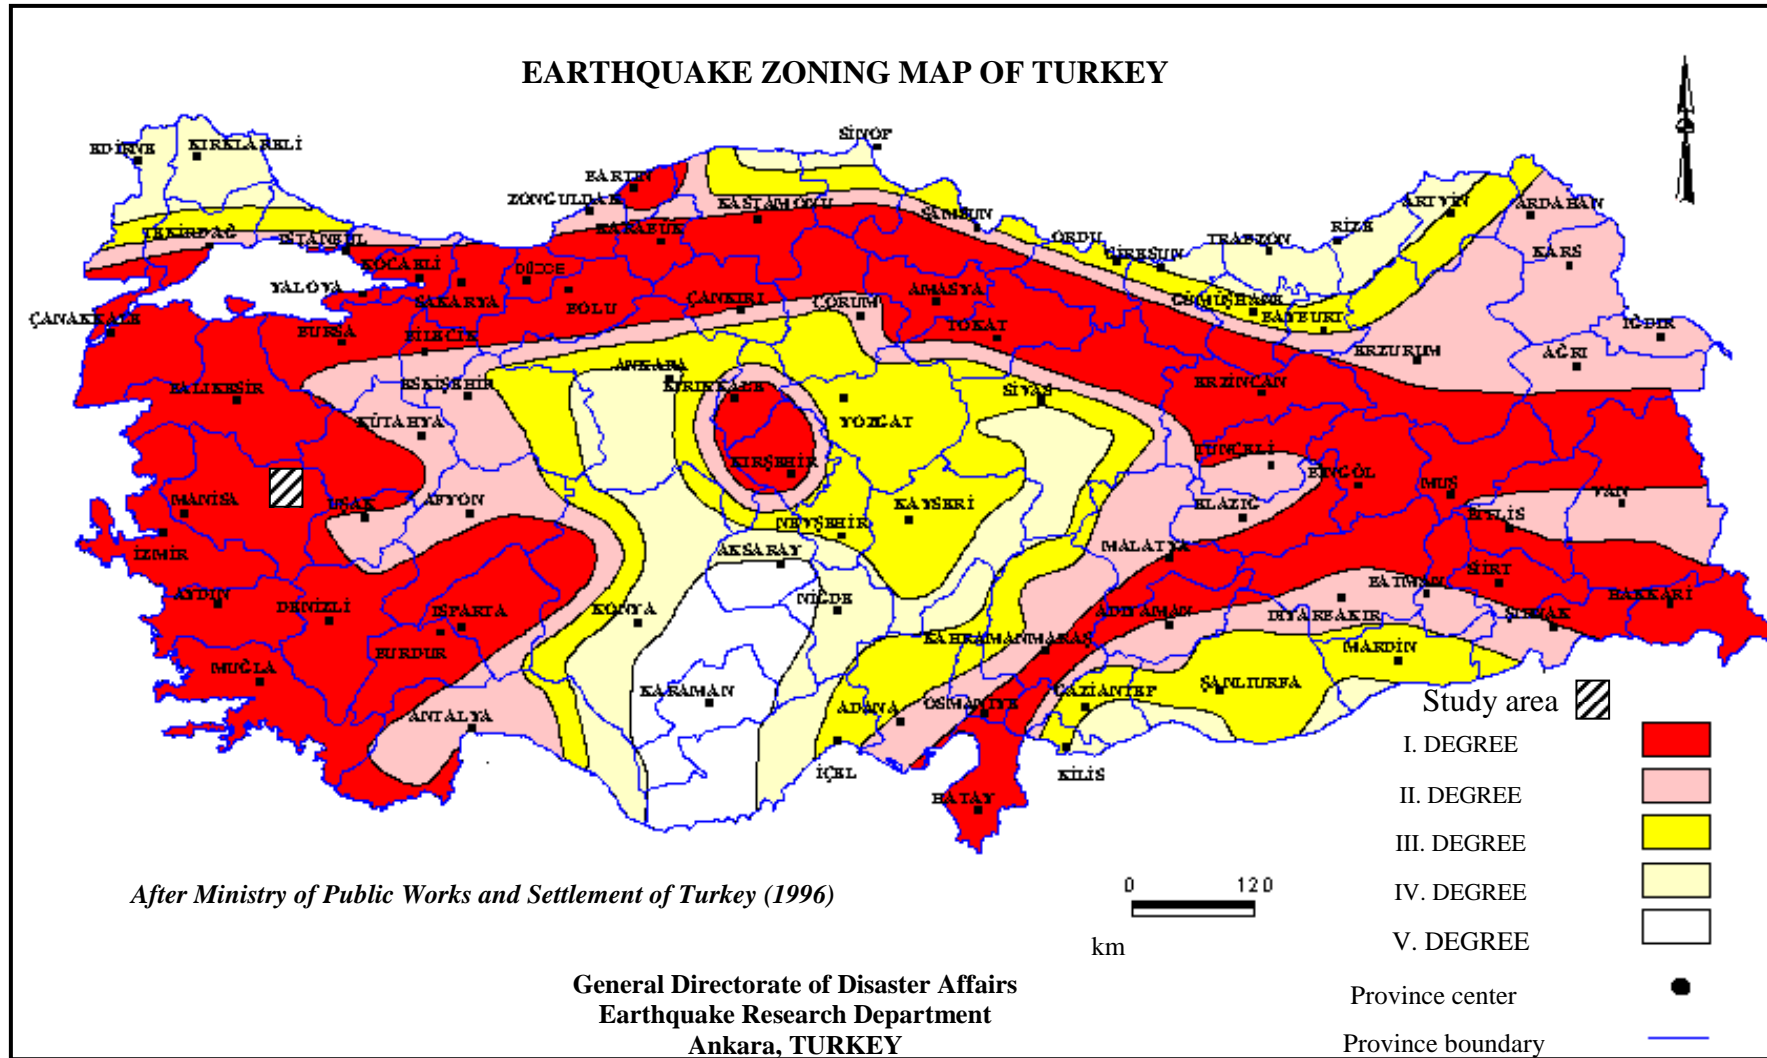 EARTHQUAKE ZONING MAP OF TURKEY
SİNOP
EDİRNE
KIRKLARELİ
BARTIN
ZONGULDAK
KASTAMONU
SAMSUN
ARTVİN
ARDAHAN
TEKİRDAĞ
İSTANBUL
KARABÜK
ORDU
GİRESUN
TRABZON
RİZE
KARS
KOCAELİ
DÜZCE
YALOVA
SAKARYA
BOLU
ÇANKIRI
ÇORUM
AMASYA
GÜMÜŞHANE
BAYBURT
ÇANAKKALE
BURSA
BİLECİK
TOKAT
IĞDIR
ERZURUM
AĞRI
ANKARA
BALIKESİR
ESKİŞEHİR
KIRIKKALE
SİVAS
ERZİNCAN
KÜTAHYA
YOZGAT
KIRŞEHİR
TUNCELİ
BİNGÖL
MUŞ
VAN
MANİSA
UŞAK
AFYON
KAYSERİ
ELAZIĞ
BİTLİS
NEVŞEHİR
İZMİR
AKSARAY
MALATYA
SİİRT
BATMAN
AYDIN
DENİZLİ
ISPARTA
KONYA
NİĞDE
ADIYAMAN
DİYARBAKIR
ŞIRNAK
HAKKARİ
BURDUR
KAHRAMANMARAŞ
MARDİN
MUĞLA
KARAMAN
GAZİANTEP
ŞANLIURFA
ANTALYA
ADANA
OSMANİYE
Study area
I. DEGREE
İÇEL
KİLİS
HATAY
II. DEGREE
III. DEGREE
After Ministry of Public Works and Settlement of Turkey (1996)
0 120
IV. DEGREE
km
V. DEGREE
General Directorate of Disaster Affairs
Earthquake Research Department
Ankara, TURKEY
Province center
Province boundary